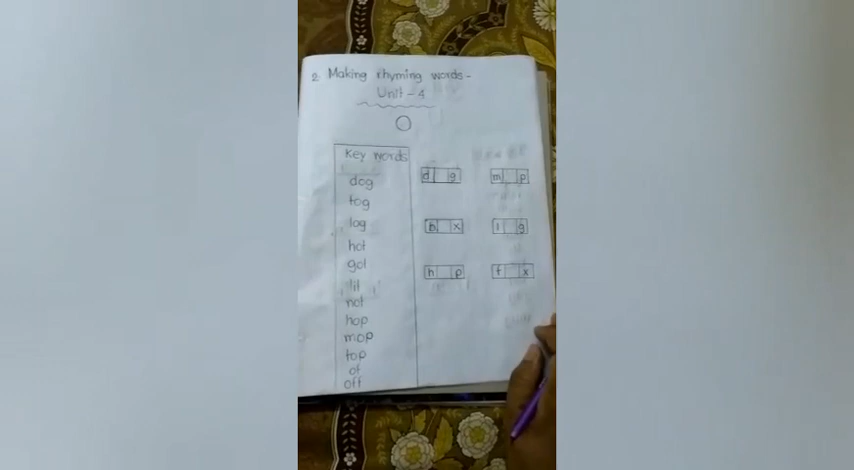 2. Making rhyming words-
Unit-4
O
Key words
dog
fog
log
hot
got
lit
not
hop
mop
top
of
off
d g
m p
b x
l g
h p
f x